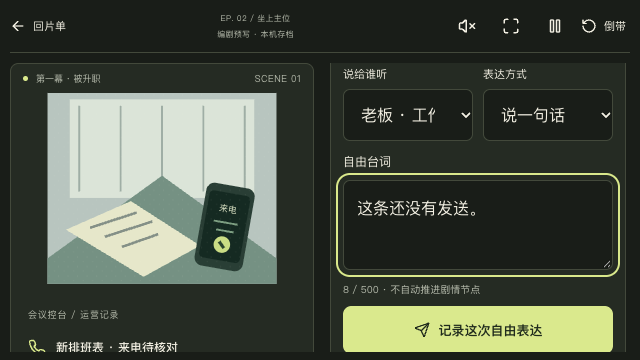 回片单
EP. 02 / 坐上主位
编剧预写 · 本机存档
倒带
第一幕 · 被升职
SCENE 01
来电
会议控台 / 运营记录
新排班表 · 来电待核对
说给谁听
表达方式
老板 · 工
说一句话
自由台词
这条还没有发送。
8 / 500 · 不自动推进剧情节点
记录这次自由表达